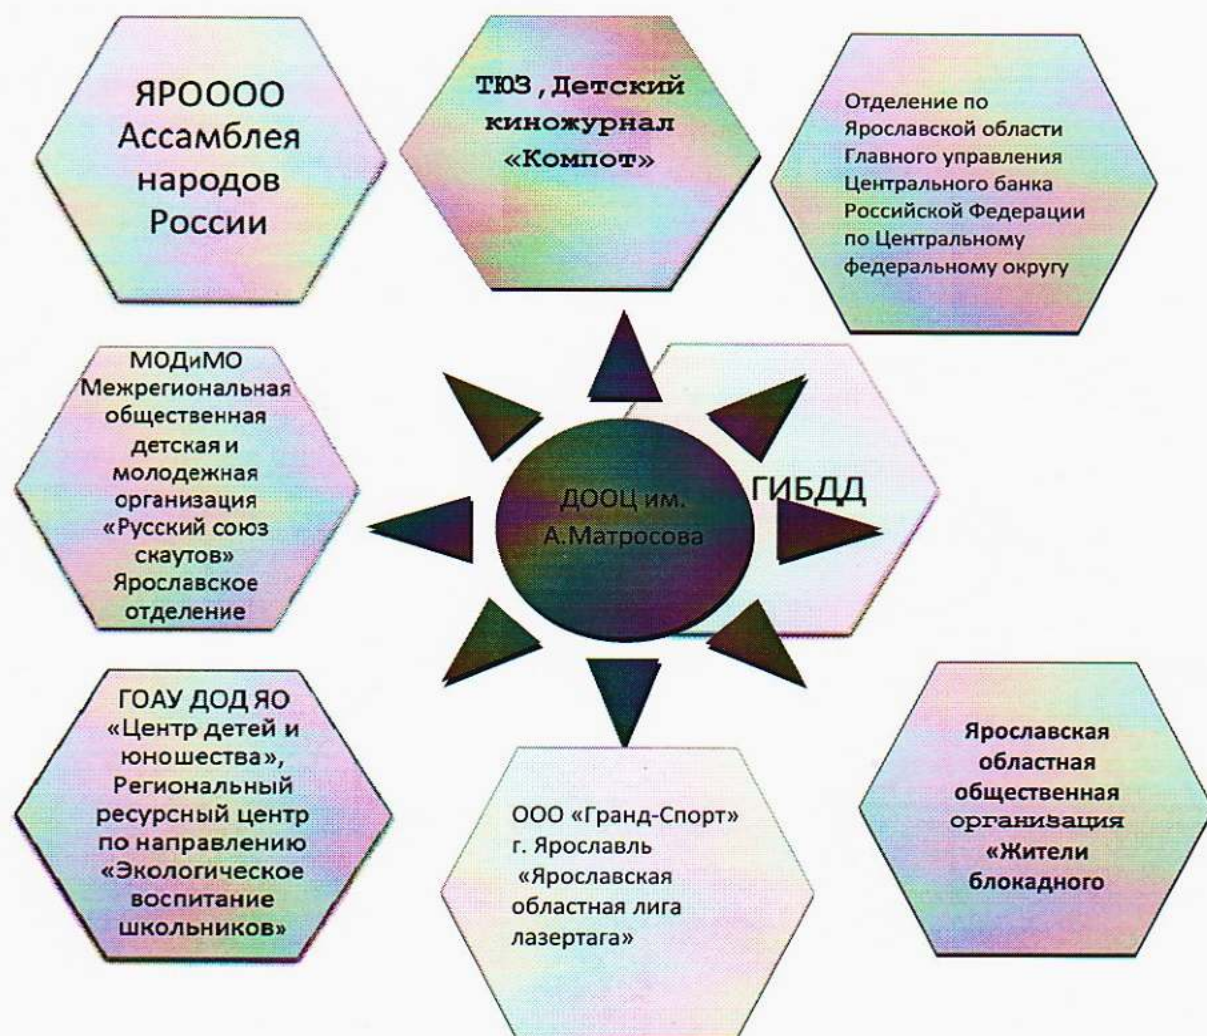 ЯРОООО
Ассамблея
народов
России
ТЮЗ,Детский
киножурнал
«Компот»
Отделение по
Ярославской области
Главного управления
Центрального банка
Российской Федерации
по Центральному
федеральному округу
МОДиМО
Межрегиональная
общественная
детская и
молодежная
организация
«Русский союз
скаутов»
Ярославское
отделение
ДООЦ им.
А.Матросова
ГИБДД
ГОАУ ДОД ЯО
«Центр детей и
юношества»,
Региональный
ресурсный центр
по направлению
«Экологическое
воспитание
школьников»
ООО «Гранд-Спорт»
г. Ярославль
«Ярославская
областная лига
лазертага»
Ярославская
областная
общественная
организация
«Жители
блокадного